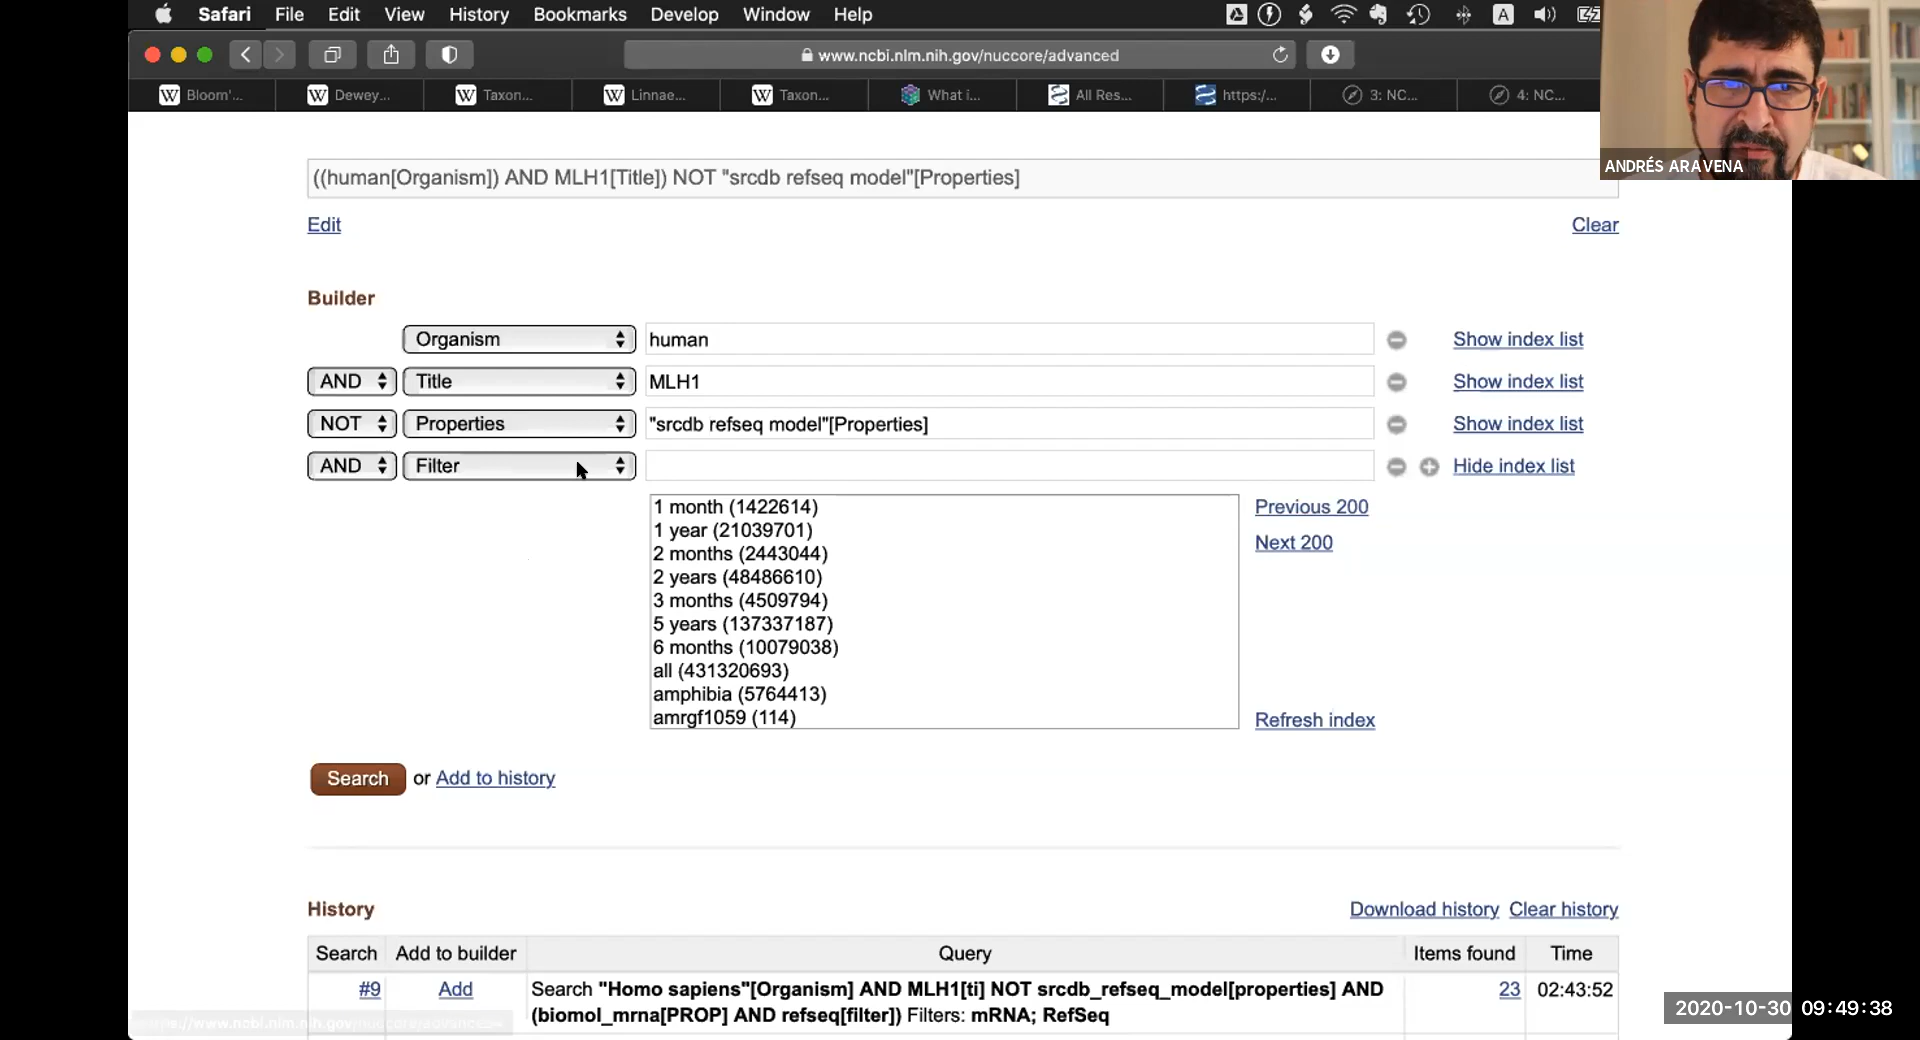 Safari File Edit View History Bookmarks Develop Window Help
www.ncbi.nlm.nih.gov/nuccore/advanced
Bloom'... Dewey... Taxon... Linnae... Taxon... What i... All Res... https:/... 3: NC... 4: NC...
ANDRÉS ARAVENA
((human[Organism]) AND MLH1[Title]) NOT "srcdb refseq model"[Properties]
Edit Clear
Builder
Organism human Show index list
AND Title MLH1 Show index list
NOT Properties "srcdb refseq model"[Properties] Show index list
AND Filter Hide index list
1 month (1422614) Previous 200
1 year (21039701)
2 months (2443044) Next 200
2 years (48486610)
3 months (4509794)
5 years (137337187)
6 months (10079038)
all (431320693)
amphibia (5764413)
amrgf1059 (114) Refresh index
Search or Add to history
History Download history Clear history
Search Add to builder Query Items found Time
#9 Add Search "Homo sapiens"[Organism] AND MLH1[ti] NOT srcdb_refseq_model[properties] AND 23 02:43:52
(biomol_mrna[PROP] AND refseq[filter]) Filters: mRNA; RefSeq
2020-10-30 09:49:38